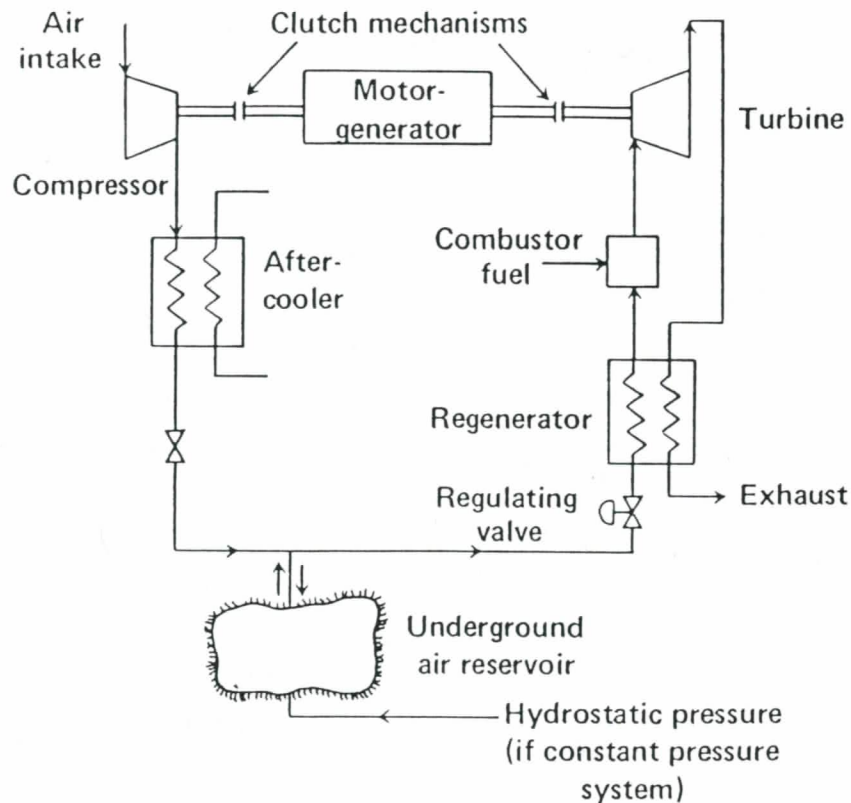 Air
intake
Clutch mechanisms
Motor-
generator
Turbine
Compressor
After-
cooler
Combustor
fuel
Regenerator
Regulating
valve
Exhaust
Underground
air reservoir
Hydrostatic pressure
(if constant pressure
system)